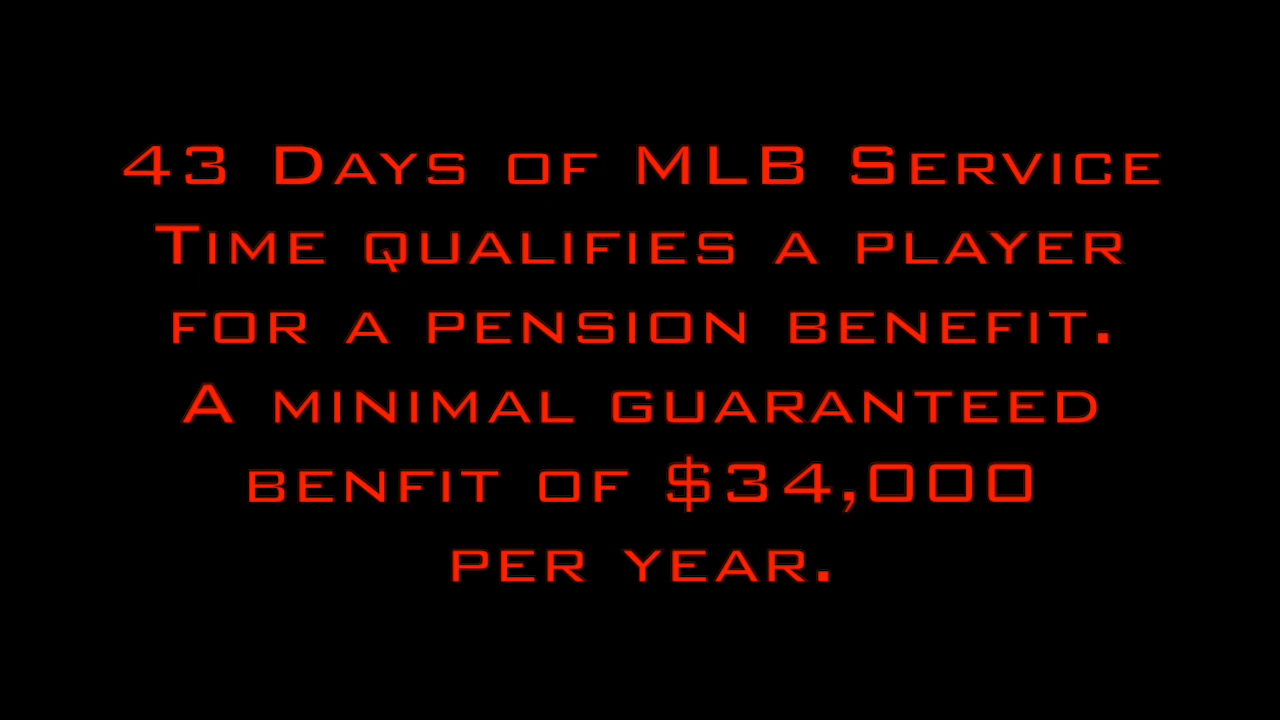 43 Days of MLB Service
Time qualifies a player
for a pension benefit.
A minimal guaranteed
benfit of $34,000
per year.